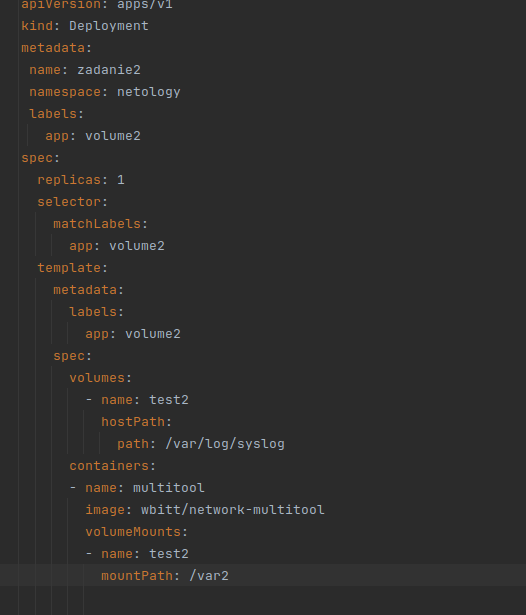 apiVersion: apps/v1
kind: Deployment
metadata:
 name: zadanie2
 namespace: netology
 labels:
   app: volume2
spec:
  replicas: 1
  selector:
    matchLabels:
      app: volume2
  template:
    metadata:
      labels:
        app: volume2
    spec:
      volumes:
        - name: test2
          hostPath:
            path: /var/log/syslog
      containers:
      - name: multitool
        image: wbitt/network-multitool
        volumeMounts:
        - name: test2
          mountPath: /var2